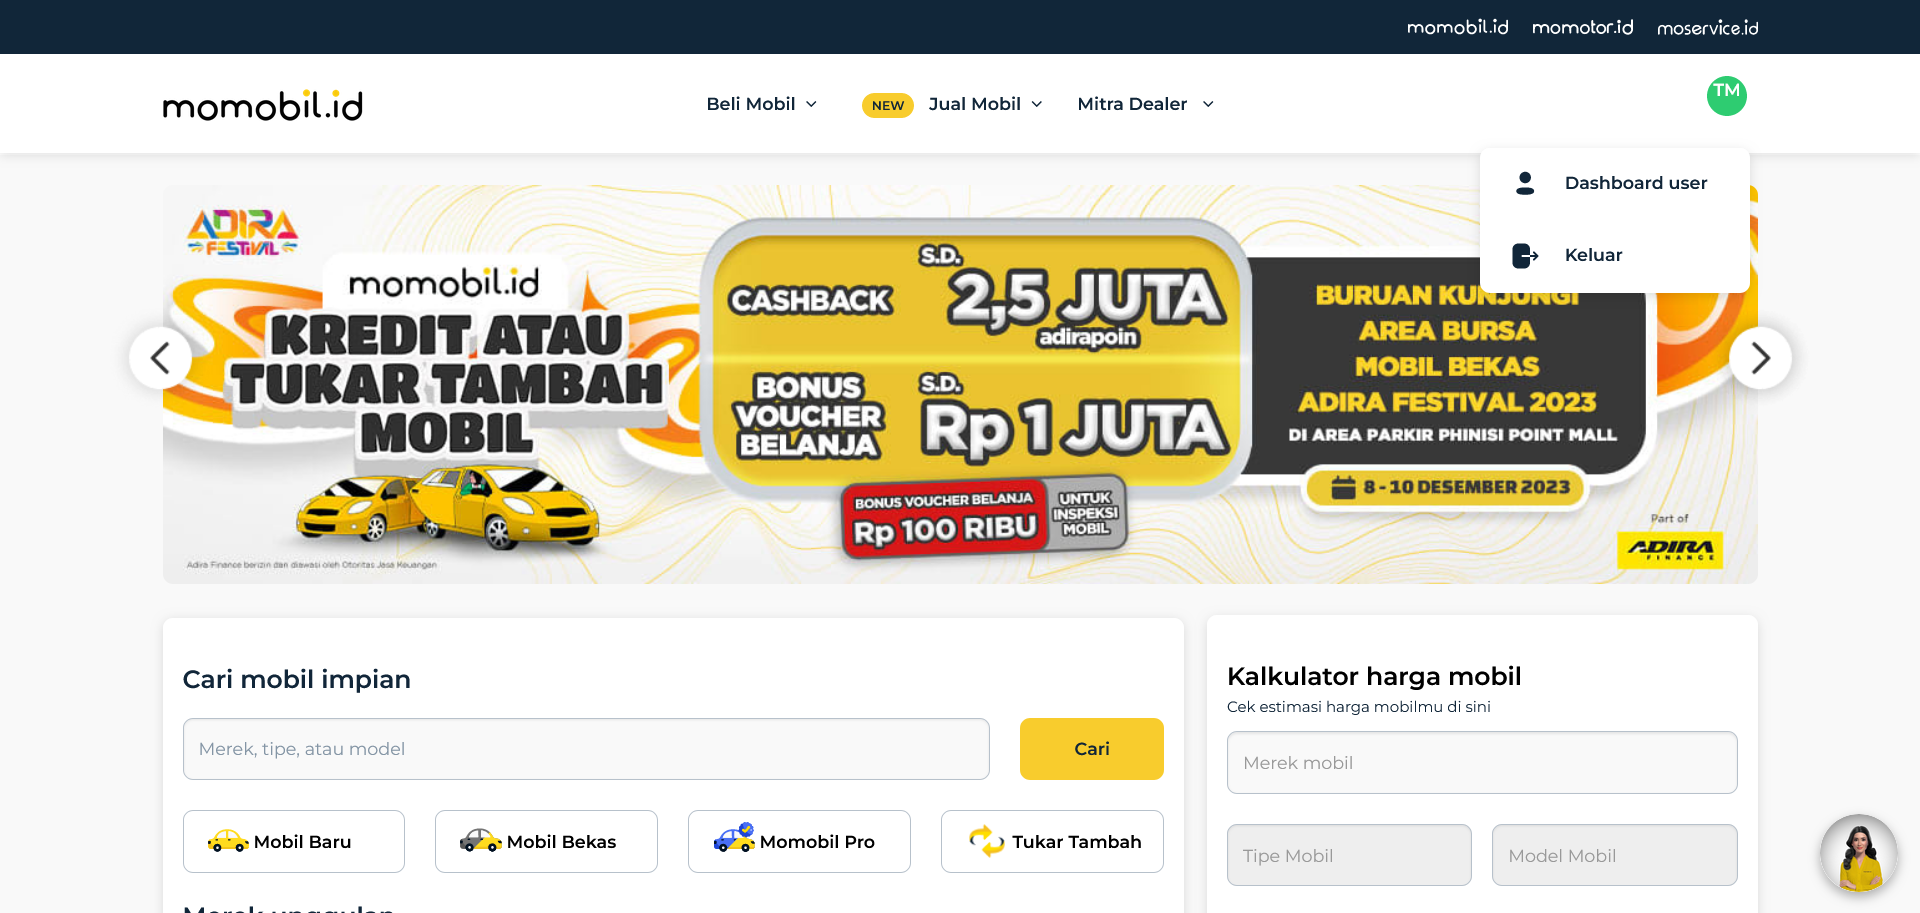 momobil.id momotor.id moservice.id
momobil.id
Beli Mobil
NEW Jual Mobil
Mitra Dealer
TM
Dashboard user
Keluar
ADIRA
FESTIVAL
momobil.id
KREDIT ATAU
TUKAR TAMBAH
MOBIL
CASHBACK
S.D.
2,5 JUTA
adirapoin
BONUS
VOUCHER
BELANJA
S.D.
Rp 1 JUTA
BONUS VOUCHER BELANJA
Rp 100 RIBU
UNTUK
INSPEKSI
MOBIL
BURUAN KUNJUNGI
AREA BURSA
MOBIL BEKAS
ADIRA FESTIVAL 2023
DI AREA PARKIR PHINISI POINT MALL
8 - 10 DESEMBER 2023
Part of
ADIRA
FINANCE
Adira Finance berizin dan diawasi oleh Otoritas Jasa Keuangan
Cari mobil impian
Merek, tipe, atau model
Cari
Mobil Baru
Mobil Bekas
Momobil Pro
Tukar Tambah
Merek unggulan
Kalkulator harga mobil
Cek estimasi harga mobilmu di sini
Merek mobil
Tipe Mobil
Model Mobil